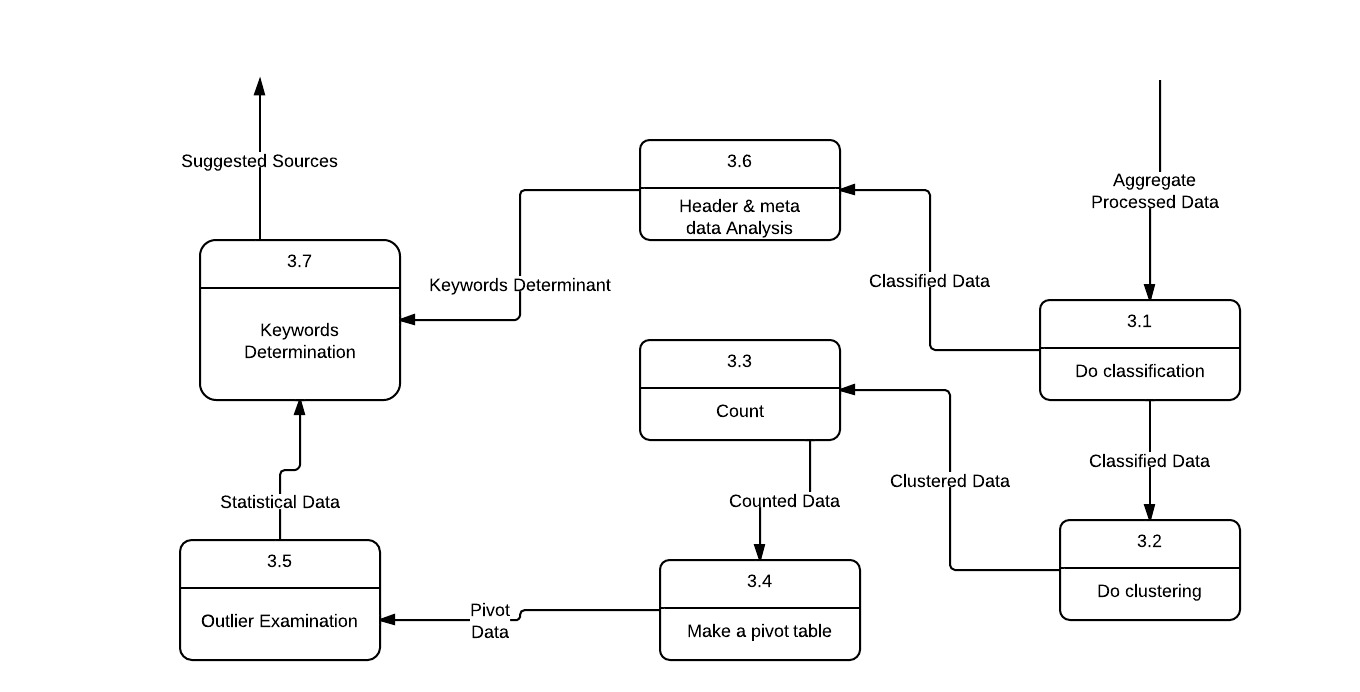 3.6
Suggested Sources
Aggregate
Processed Data
Header & meta
data Analysis
3.7
Keywords Determinant
Classified Data
3.1
Keywords
Determination
3.3
Do classification
Count
Classified Data
Clustered Data
Statistical Data
Counted Data
3.2
3.5
3.4
Do clustering
Pivot
Data
Outlier Examination
Make a pivot table